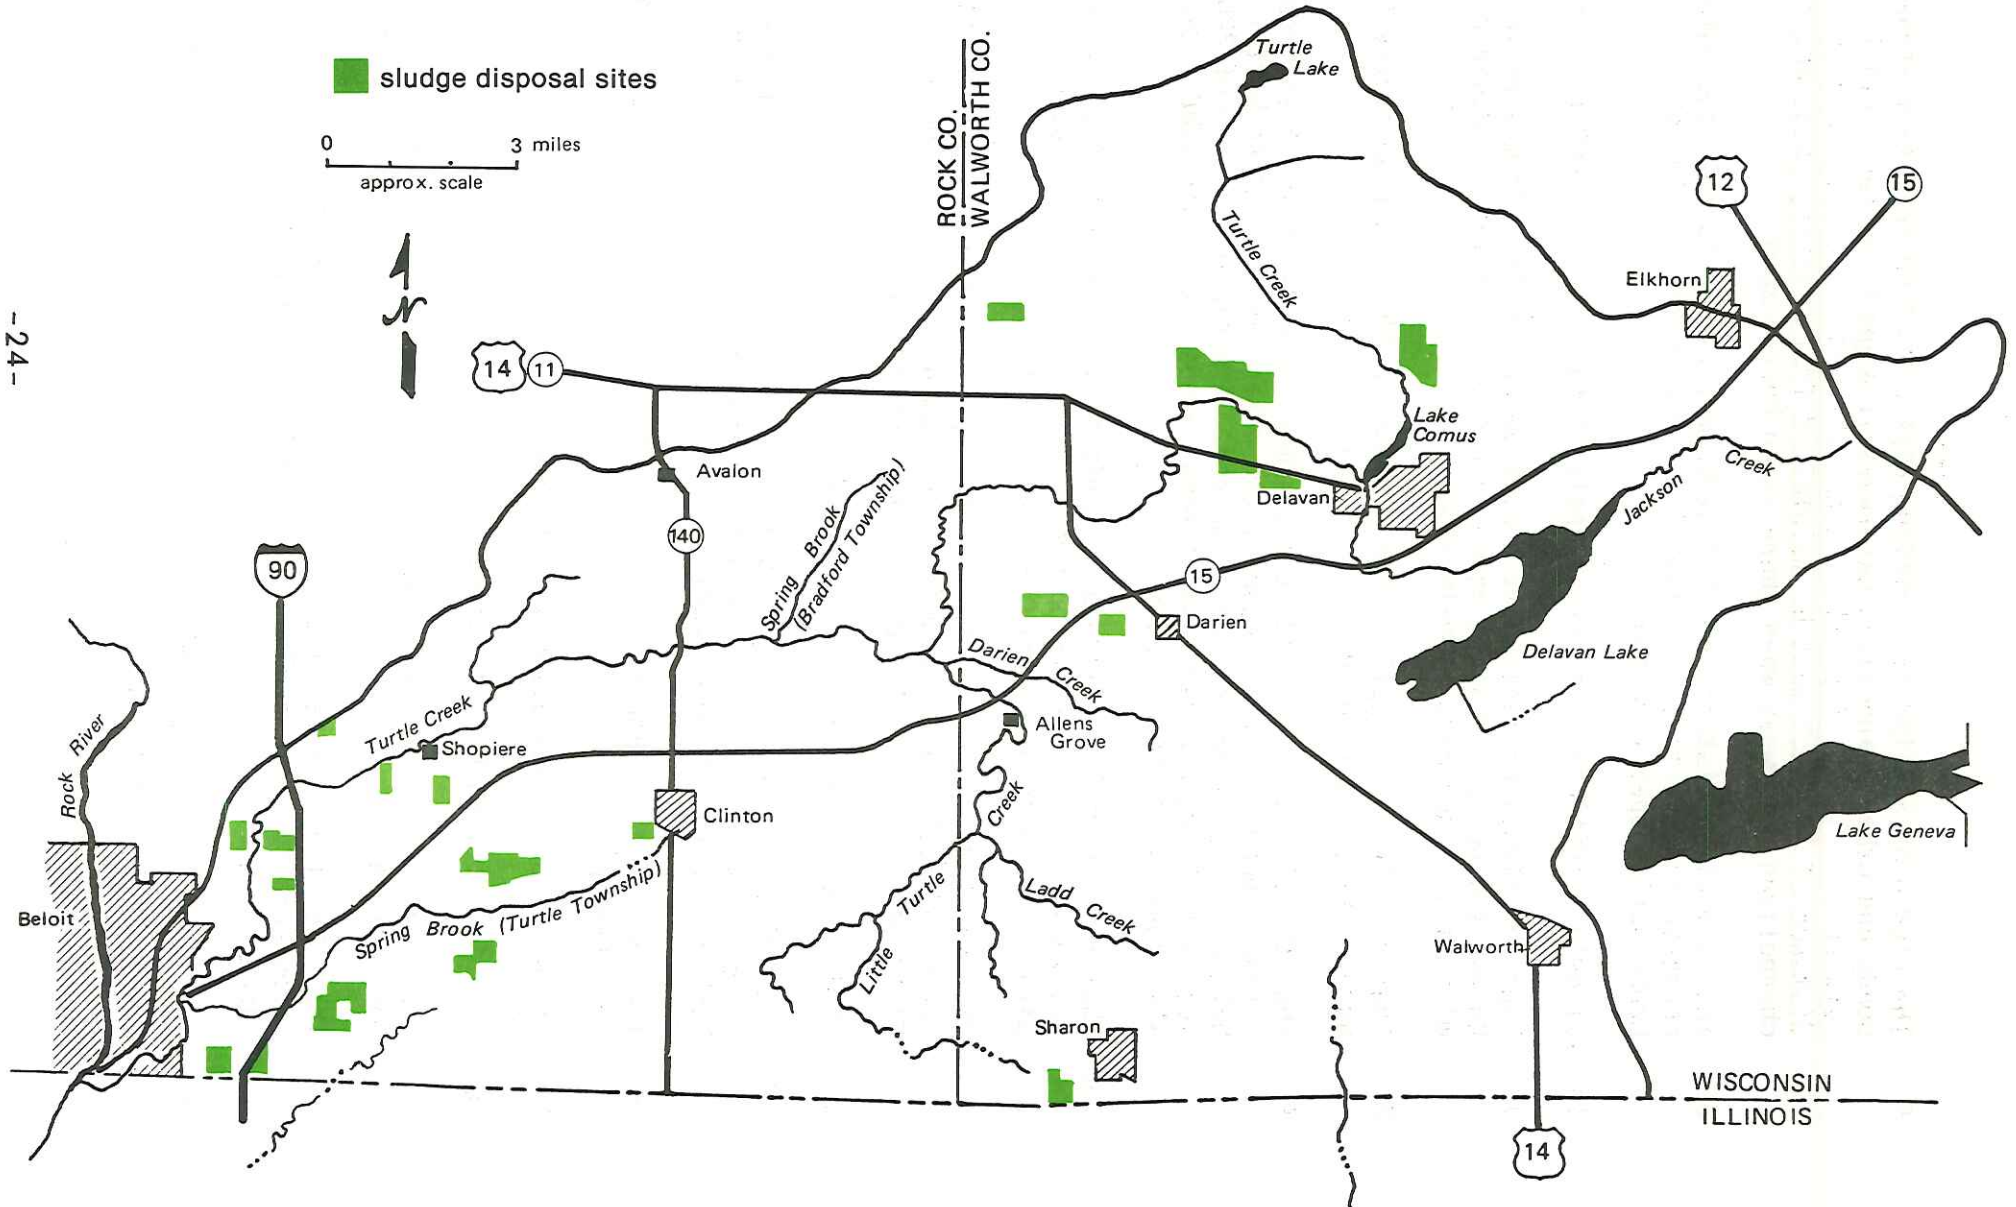 sludge disposal sites
0 3 miles
approx. scale
N
-24-
ROCK CO.
WALWORTH CO.
Turtle
Lake
12
15
Turtle Creek
Elkhorn
14
11
Lake
Comus
Creek
Jackson
Avalon
Delavan
Spring Brook
(Bradford Township)
140
90
15
Darien
Darien
Creek
Delavan Lake
Rock River
Turtle Creek
Shopiere
Allens
Grove
Clinton
Creek
Lake Geneva
Turtle
Little
Ladd Creek
Beloit
Spring Brook (Turtle Township)
Walworth
Sharon
WISCONSIN
ILLINOIS
14